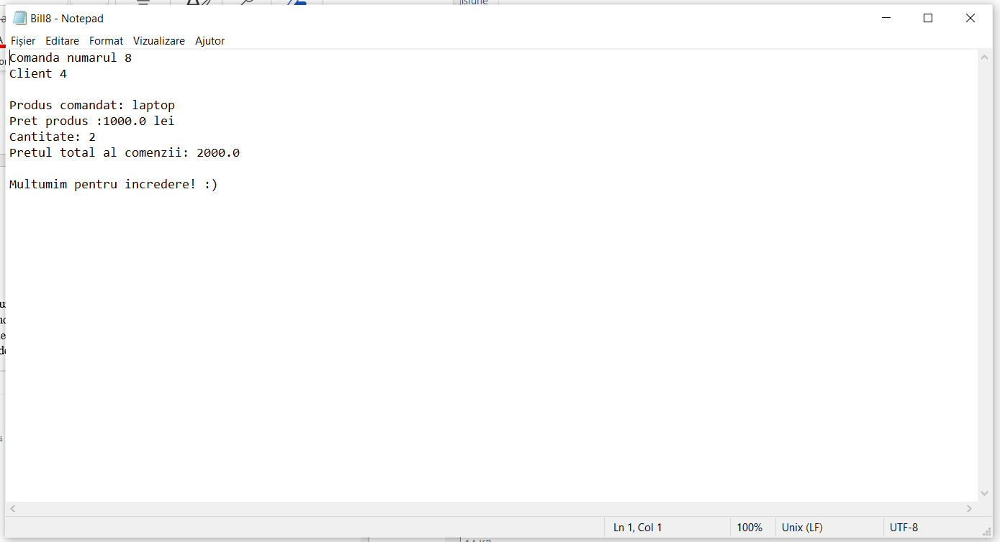 Bill8 - Notepad
Fișier Editare Format Vizualizare Ajutor
Comanda numarul 8
Client 4
Produs comandat: laptop
Pret produs :1000.0 lei
Cantitate: 2
Pretul total al comenzii: 2000.0
Multumim pentru incredere! :)
Ln 1, Col 1 100% Unix (LF) UTF-8